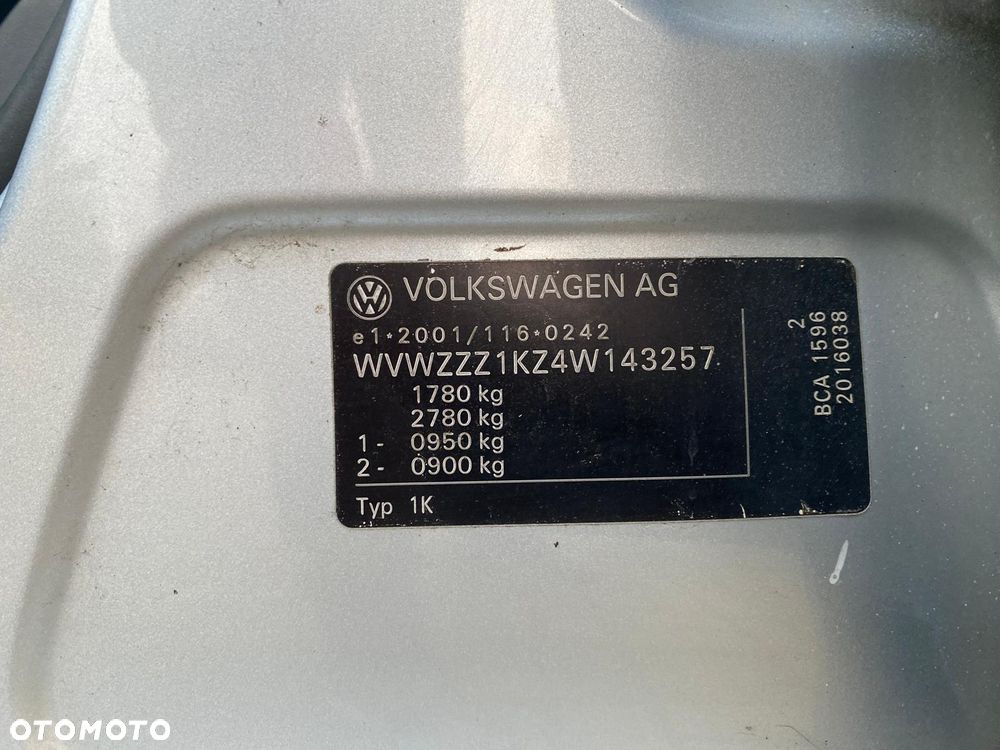 VOLKSWAGEN AG
e1*2001/116*0242
WVWZZZ1KZ4W143257
1780 kg
2780 kg
1 - 0950 kg
2 - 0900 kg
Typ 1K
2
BCA 1596
2016038
OTOMOTO